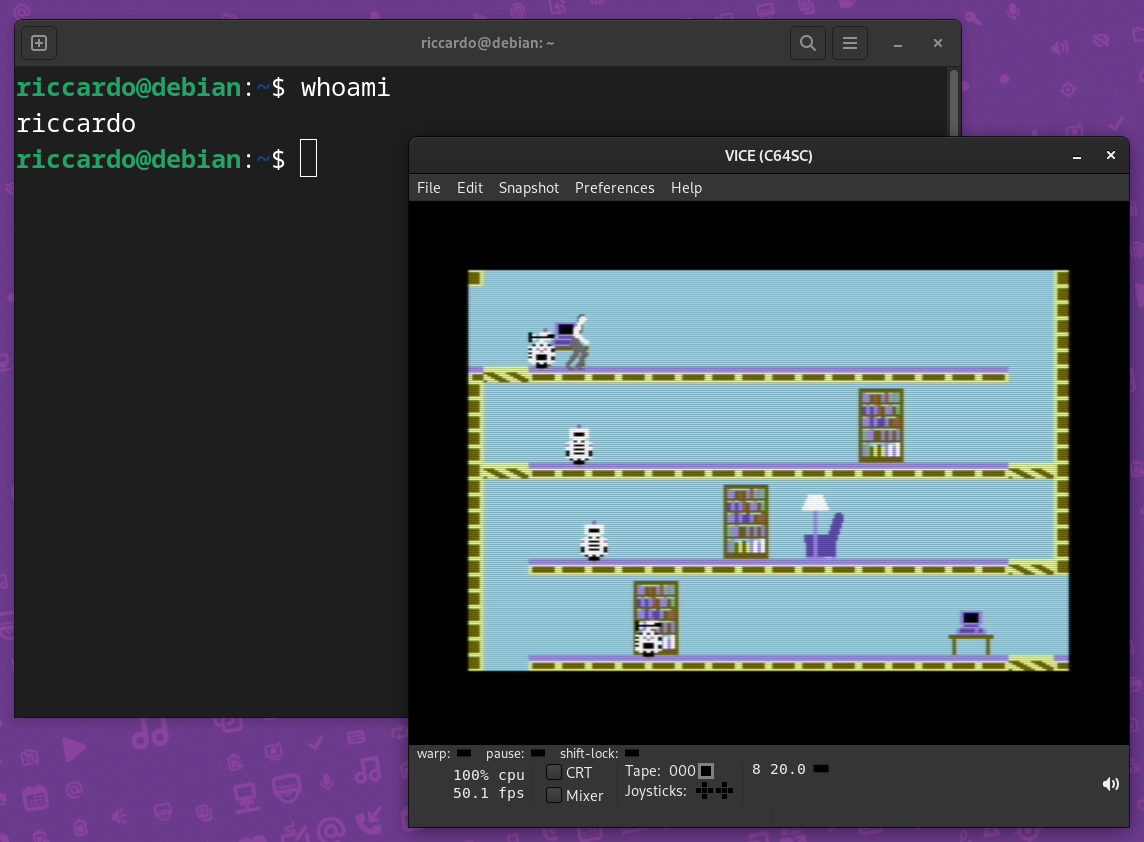 riccardo@debian: ~
riccardo@debian:~$ whoami
riccardo
riccardo@debian:~$
VICE (C64SC)
File Edit Snapshot Preferences Help
warp: pause: shift-lock:
100% cpu
50.1 fps
CRT
Mixer
Tape: 000
Joysticks:
8 20.0